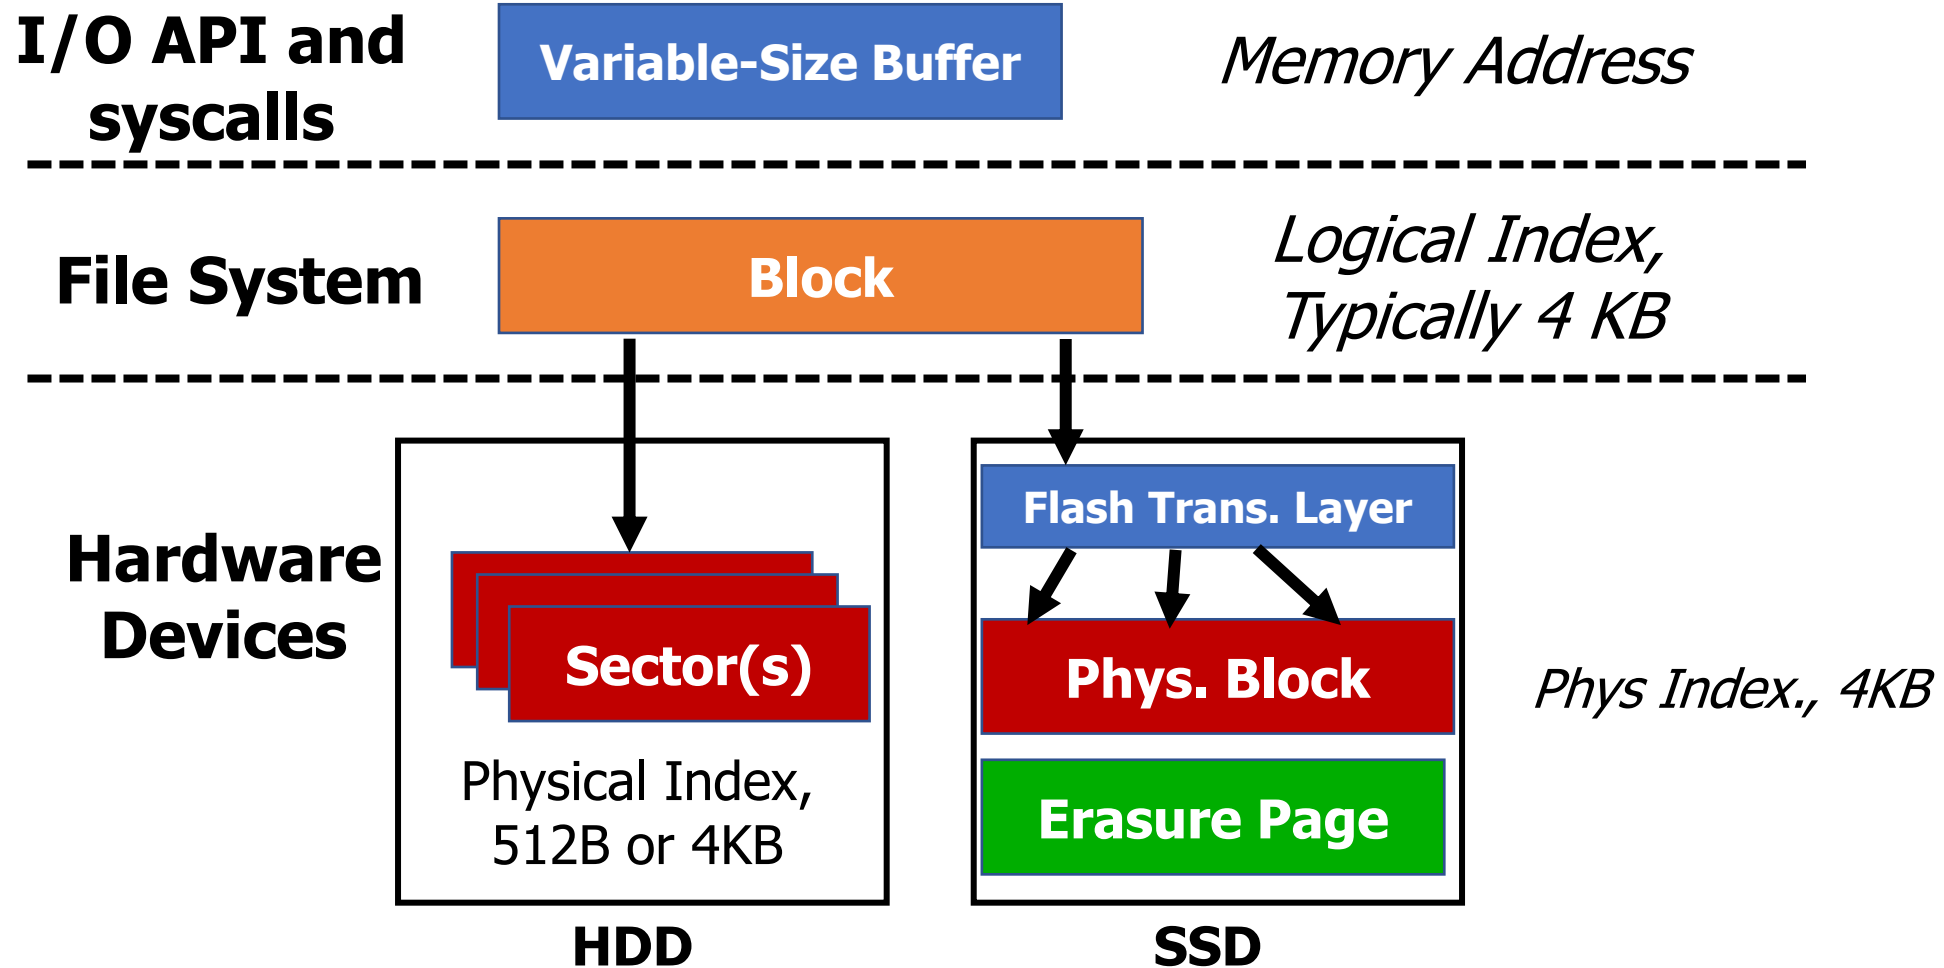 I/O API and
syscalls
Variable-Size Buffer
Memory Address
File System
Block
Logical Index,
Typically 4 KB
Hardware
Devices
Sector(s)
Physical Index,
512B or 4KB
HDD
Flash Trans. Layer
Phys. Block
Erasure Page
SSD
Phys Index., 4KB